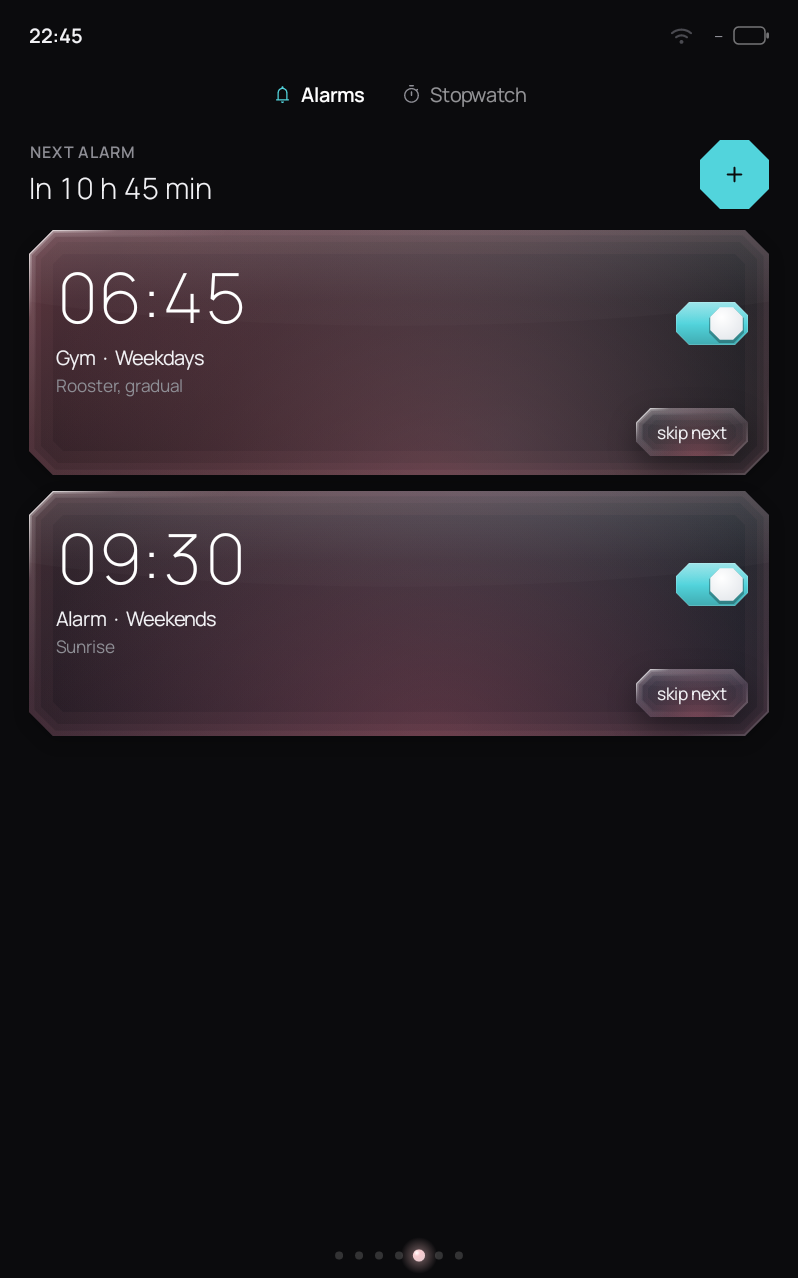 22:45
–
Alarms Stopwatch
NEXT ALARM
In 10 h 45 min
+
06:45
Gym · Weekdays
Rooster, gradual
skip next
09:30
Alarm · Weekends
Sunrise
skip next